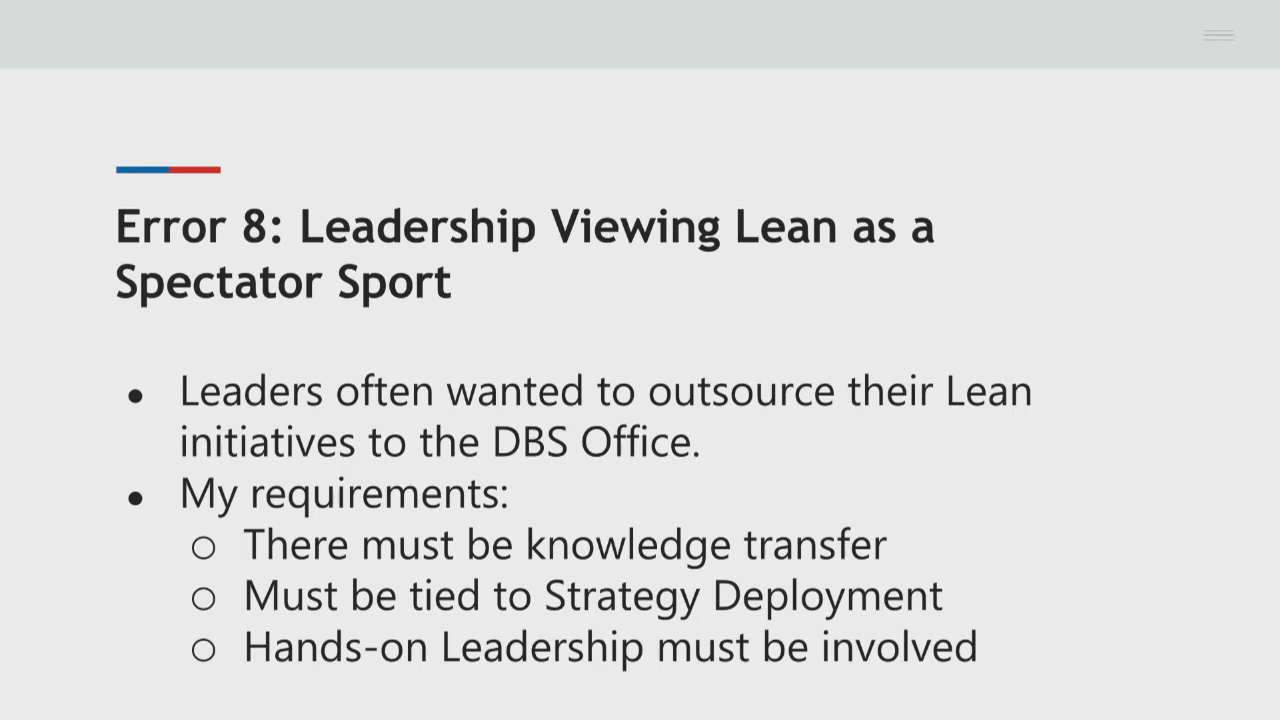 Error 8: Leadership Viewing Lean as a
Spectator Sport
● Leaders often wanted to outsource their Lean
initiatives to the DBS Office.
● My requirements:
○ There must be knowledge transfer
○ Must be tied to Strategy Deployment
○ Hands-on Leadership must be involved